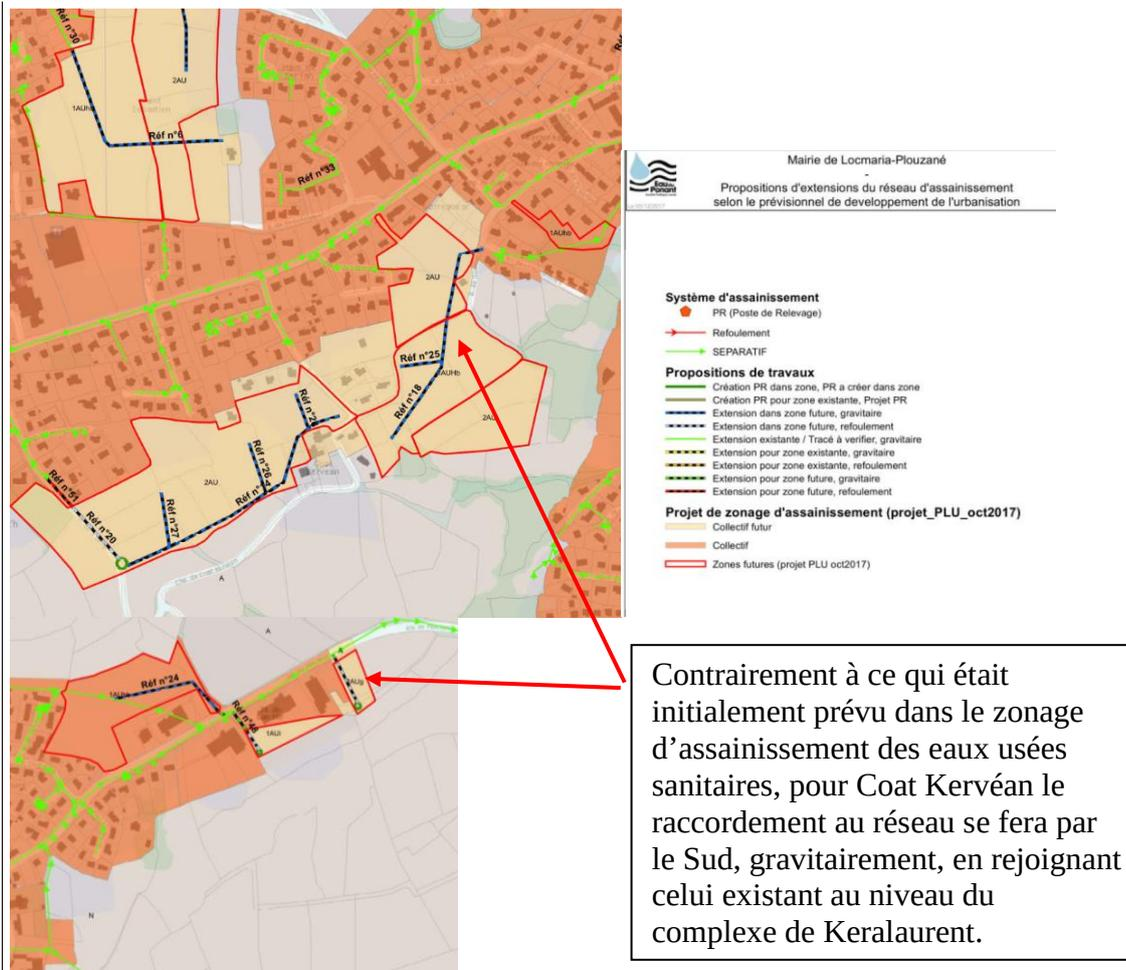 Réf n°30
2AU
1AUh
Réf n°6
Réf n°33
1AUhb
2AU
Réf n°25
1AUHb
Réf n°18
2AU
Réf n°26
2AU
Réf n°27
Réf n°51
Réf n°20
A
A
Réf n°24
Réf n°48
1AUi
N
Eau du Ponant
Mairie de Locmaria-Plouzané
-
Propositions d'extensions du réseau d'assainissement
selon le prévisionnel de developpement de l'urbanisation
Système d'assainissement
PR (Poste de Relevage)
Refoulement
SEPARATIF
Propositions de travaux
Création PR dans zone, PR a créer dans zone
Création PR pour zone existante, Projet PR
Extension dans zone future, gravitaire
Extension dans zone future, refoulement
Extension existante / Tracé à verifier, gravitaire
Extension pour zone existante, gravitaire
Extension pour zone existante, refoulement
Extension pour zone future, gravitaire
Extension pour zone future, refoulement
Projet de zonage d'assainissement (projet_PLU_oct2017)
Collectif futur
Collectif
Zones futures (projet PLU oct2017)
Contrairement à ce qui était
initialement prévu dans le zonage
d’assainissement des eaux usées
sanitaires, pour Coat Kervéan le
raccordement au réseau se fera par
le Sud, gravitairement, en rejoignant
celui existant au niveau du
complexe de Keralaurent.